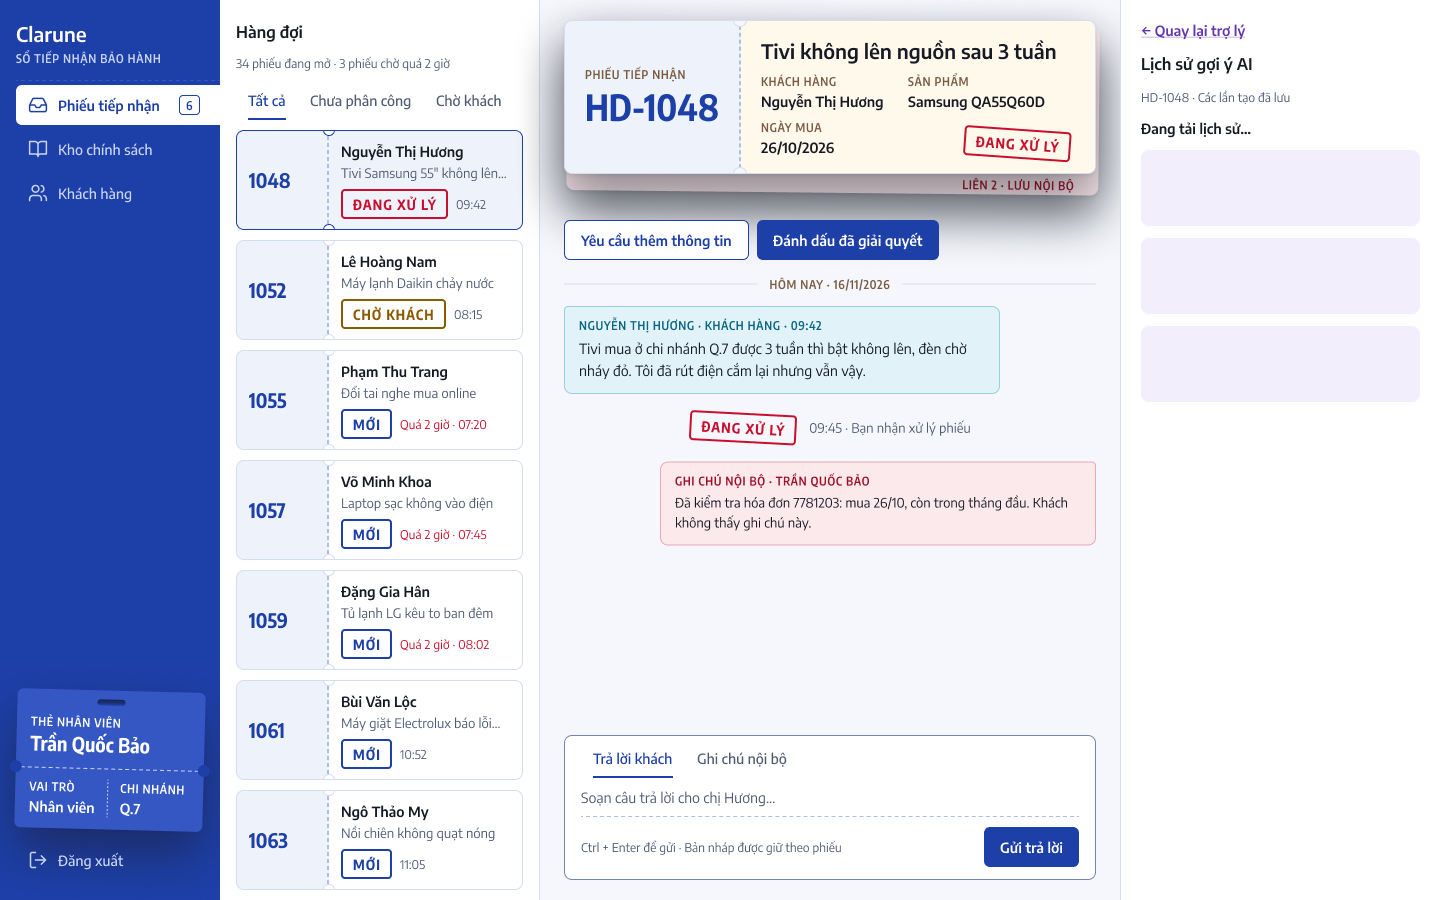 Clarune
SỔ TIẾP NHẬN BẢO HÀNH
Phiếu tiếp nhận 6
Kho chính sách
Khách hàng
THẺ NHÂN VIÊN
Trần Quốc Bảo
VAI TRÒ
Nhân viên
CHI NHÁNH
Q.7
Đăng xuất
Hàng đợi
34 phiếu đang mở · 3 phiếu chờ quá 2 giờ
Tất cả Chưa phân công Chờ khách
1048
Nguyễn Thị Hương
Tivi Samsung 55" không lên...
ĐANG XỬ LÝ 09:42
1052
Lê Hoàng Nam
Máy lạnh Daikin chảy nước
CHỜ KHÁCH 08:15
1055
Phạm Thu Trang
Đổi tai nghe mua online
MỚI Quá 2 giờ · 07:20
1057
Võ Minh Khoa
Laptop sạc không vào điện
MỚI Quá 2 giờ · 07:45
1059
Đặng Gia Hân
Tủ lạnh LG kêu to ban đêm
MỚI Quá 2 giờ · 08:02
1061
Bùi Văn Lộc
Máy giặt Electrolux báo lỗi...
MỚI 10:52
1063
Ngô Thảo My
Nồi chiên không quạt nóng
MỚI 11:05
PHIẾU TIẾP NHẬN
HD-1048
Tivi không lên nguồn sau 3 tuần
KHÁCH HÀNG
Nguyễn Thị Hương
SẢN PHẨM
Samsung QA55Q60D
NGÀY MUA
26/10/2026
ĐANG XỬ LÝ
LIÊN 2 · LƯU NỘI BỘ
Yêu cầu thêm thông tin
Đánh dấu đã giải quyết
HÔM NAY · 16/11/2026
NGUYỄN THỊ HƯƠNG · KHÁCH HÀNG · 09:42
Tivi mua ở chi nhánh Q.7 được 3 tuần thì bật không lên, đèn chờ
nháy đỏ. Tôi đã rút điện cắm lại nhưng vẫn vậy.
ĐANG XỬ LÝ 09:45 · Bạn nhận xử lý phiếu
GHI CHÚ NỘI BỘ · TRẦN QUỐC BẢO
Đã kiểm tra hóa đơn 7781203: mua 26/10, còn trong tháng đầu. Khách
không thấy ghi chú này.
Trả lời khách Ghi chú nội bộ
Soạn câu trả lời cho chị Hương...
Ctrl + Enter để gửi · Bản nháp được giữ theo phiếu
Gửi trả lời
← Quay lại trợ lý
Lịch sử gợi ý AI
HD-1048 · Các lần tạo đã lưu
Đang tải lịch sử...